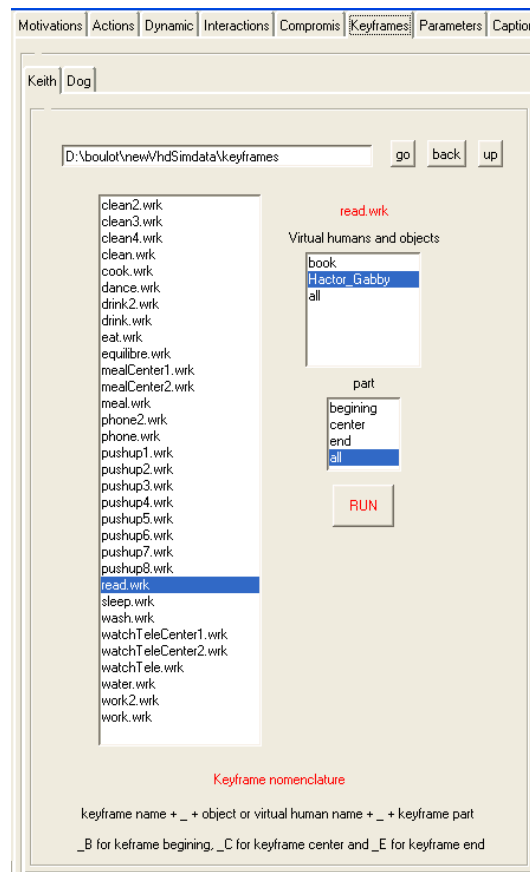 Motivations Actions Dynamic Interactions Compromis Keyframes Parameters Caption
Keith Dog
D:\boulot\newVhdSimdata\keyframes go back up
clean2.wrk
clean3.wrk
clean4.wrk
clean.wrk
cook.wrk
dance.wrk
drink2.wrk
drink.wrk
eat.wrk
equilibre.wrk
mealCenter1.wrk
mealCenter2.wrk
meal.wrk
phone2.wrk
phone.wrk
pushup1.wrk
pushup2.wrk
pushup3.wrk
pushup4.wrk
pushup5.wrk
pushup6.wrk
pushup7.wrk
pushup8.wrk
read.wrk
sleep.wrk
wash.wrk
watchTeleCenter1.wrk
watchTeleCenter2.wrk
watchTele.wrk
water.wrk
work2.wrk
work.wrk
read.wrk
Virtual humans and objects
book
Hactor_Gabby
all
part
begining
center
end
all
RUN
Keyframe nomenclature
keyframe name + _ + object or virtual human name + _ + keyframe part
_B for keframe begining, _C for keyframe center and _E for keyframe end